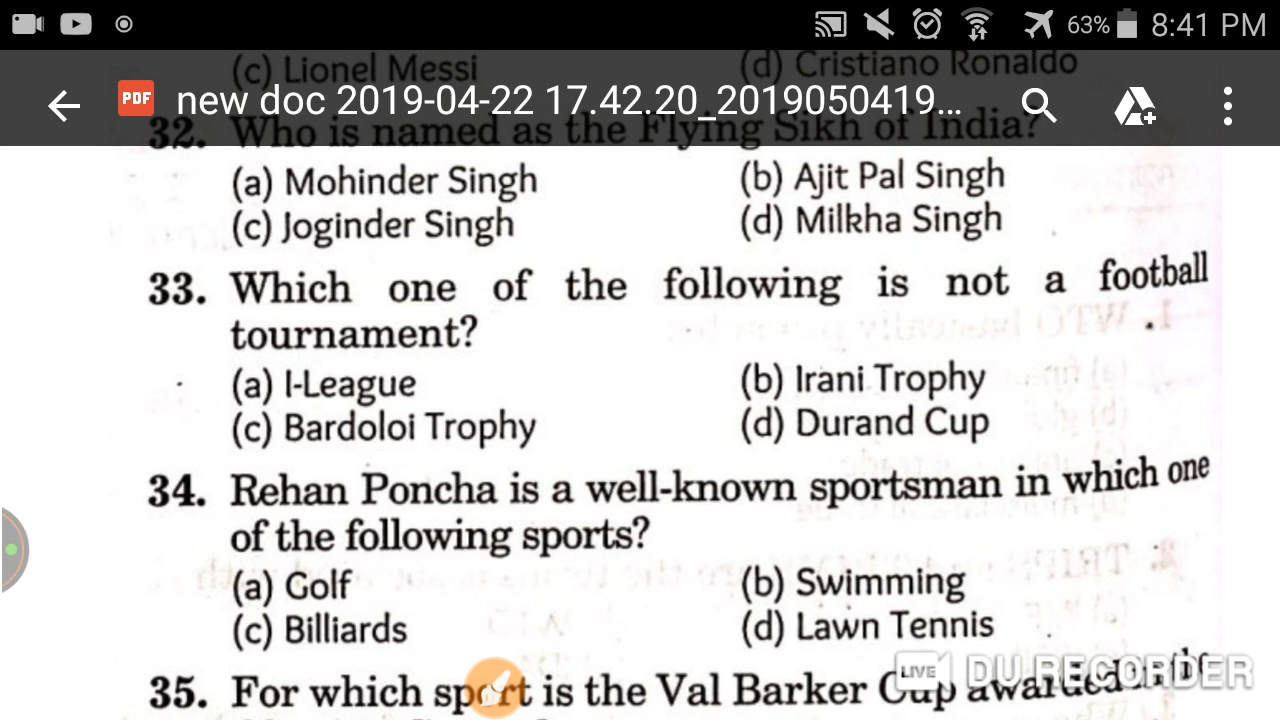 63% 8:41 PM
(c) Lionel Messi (d) Cristiano Ronaldo
PDF new doc 2019-04-22 17.42.20_2019050419...
32. Who is named as the Flying Sikh of India?
(a) Mohinder Singh (b) Ajit Pal Singh
(c) Joginder Singh (d) Milkha Singh
33. Which one of the following is not a football
tournament?
(a) I-League (b) Irani Trophy
(c) Bardoloi Trophy (d) Durand Cup
34. Rehan Poncha is a well-known sportsman in which one
of the following sports?
(a) Golf (b) Swimming
(c) Billiards (d) Lawn Tennis
LIVE DU RECORDER
35. For which sport is the Val Barker Cup awarded in the